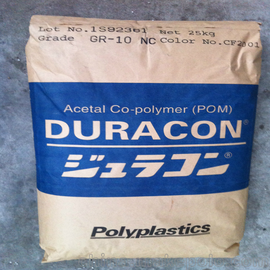 Lot No. 1S92361 Net 25kg
Grade GR-10 NC Color No. CF2001
Acetal Co-polymer (POM)
DURACON®
ジュラコン®
Polyplastics